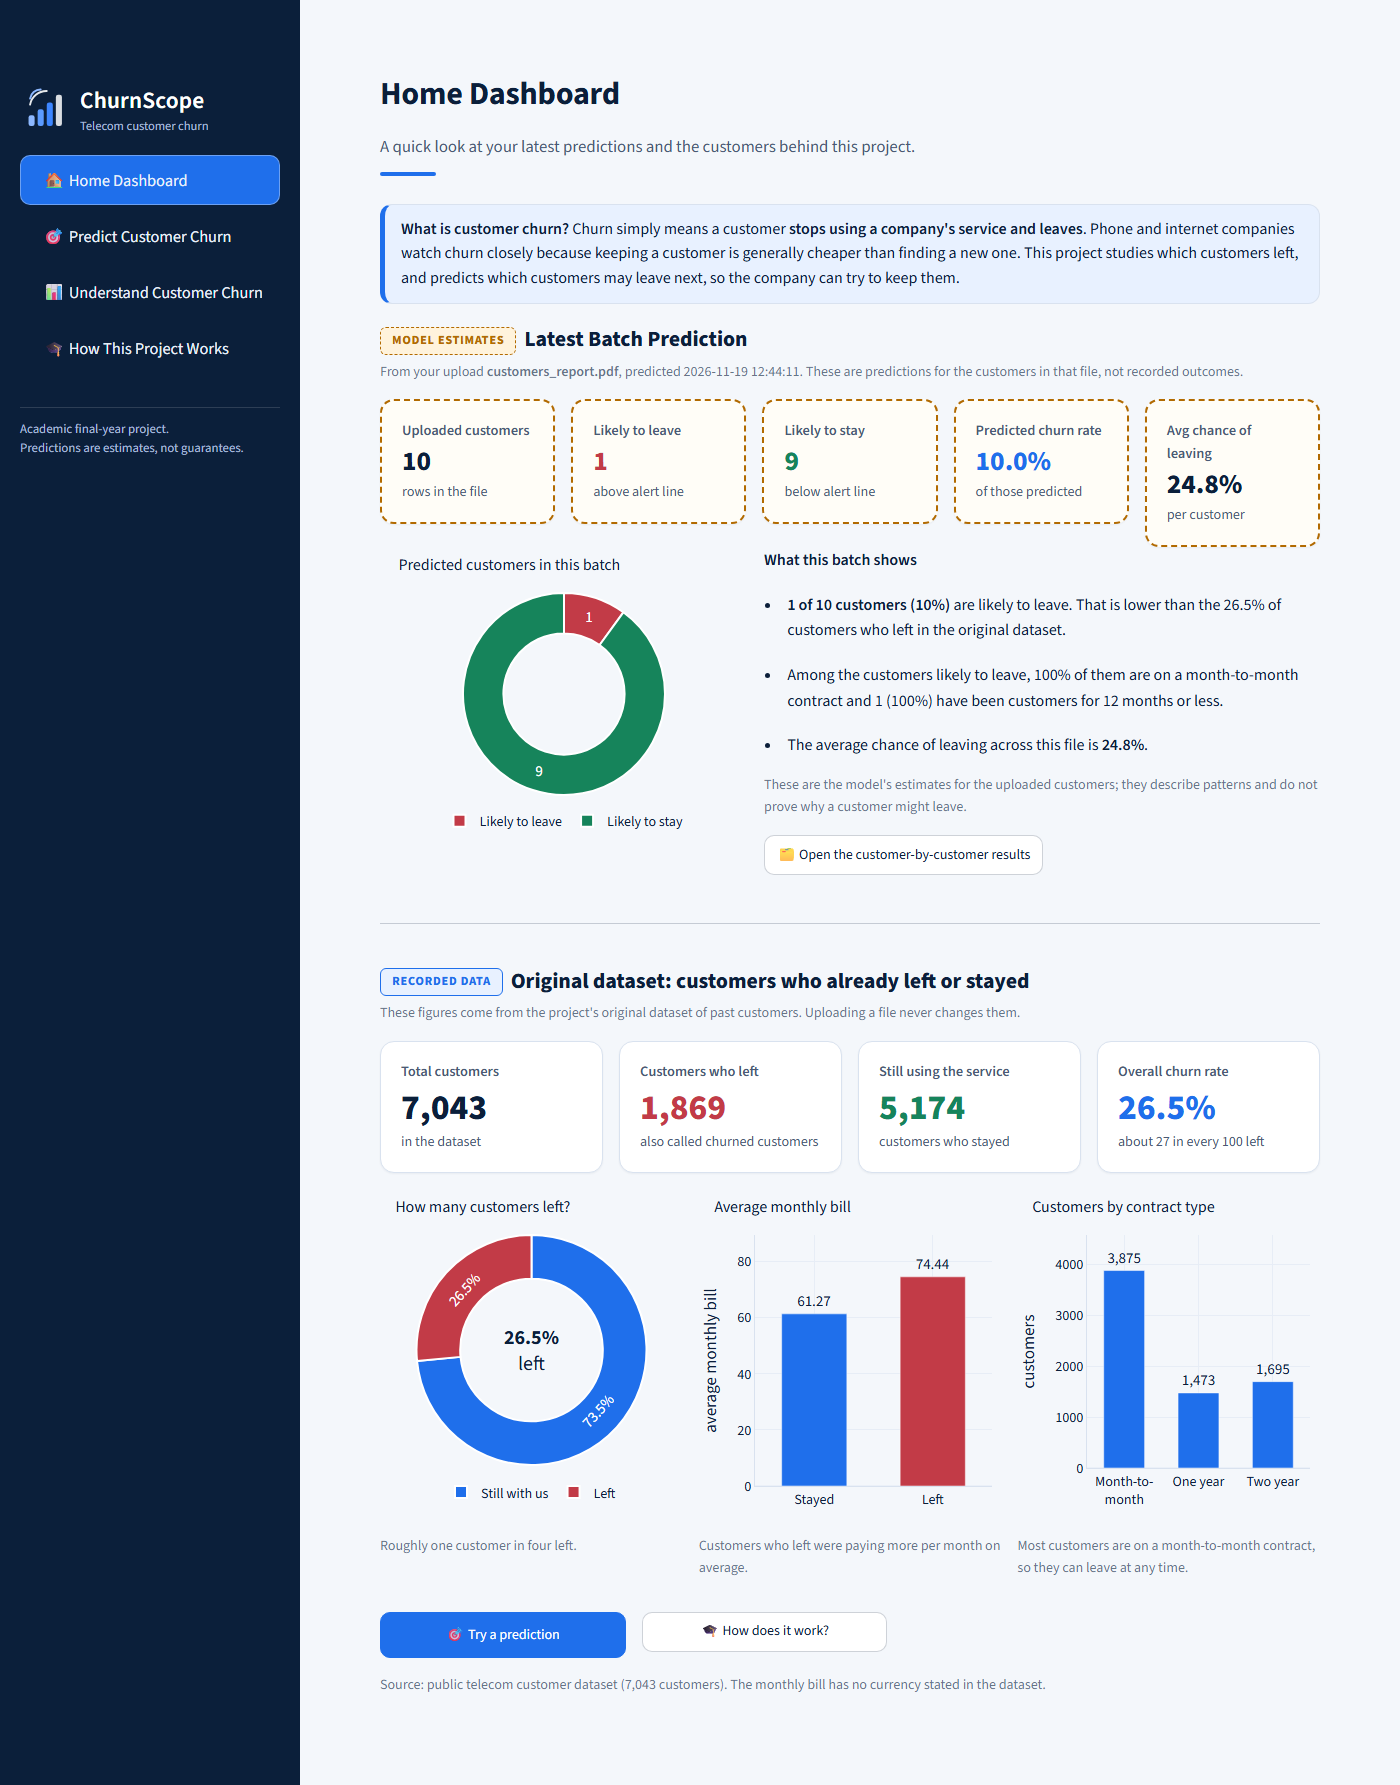 ChurnScope
Telecom customer churn
Home Dashboard
Predict Customer Churn
Understand Customer Churn
How This Project Works
Academic final-year project.
Predictions are estimates, not guarantees.
Home Dashboard
A quick look at your latest predictions and the customers behind this project.
What is customer churn? Churn simply means a customer stops using a company's service and leaves. Phone and internet companies
watch churn closely because keeping a customer is generally cheaper than finding a new one. This project studies which customers left,
and predicts which customers may leave next, so the company can try to keep them.
MODEL ESTIMATES Latest Batch Prediction
From your upload customers_report.pdf, predicted 2026-11-19 12:44:11. These are predictions for the customers in that file, not recorded outcomes.
Uploaded customers
10
rows in the file
Likely to leave
1
above alert line
Likely to stay
9
below alert line
Predicted churn rate
10.0%
of those predicted
Avg chance of
leaving
24.8%
per customer
Predicted customers in this batch
1
9
Likely to leave Likely to stay
What this batch shows
• 1 of 10 customers (10%) are likely to leave. That is lower than the 26.5% of
customers who left in the original dataset.
• Among the customers likely to leave, 100% of them are on a month-to-month
contract and 1 (100%) have been customers for 12 months or less.
• The average chance of leaving across this file is 24.8%.
These are the model's estimates for the uploaded customers; they describe patterns and do not
prove why a customer might leave.
Open the customer-by-customer results
RECORDED DATA Original dataset: customers who already left or stayed
These figures come from the project's original dataset of past customers. Uploading a file never changes them.
Total customers
7,043
in the dataset
Customers who left
1,869
also called churned customers
Still using the service
5,174
customers who stayed
Overall churn rate
26.5%
about 27 in every 100 left
How many customers left?
26.5%
26.5%
left
73.5%
Still with us Left
Roughly one customer in four left.
Average monthly bill
average monthly bill
80
60
40
20
0
61.27
74.44
Stayed Left
Customers who left were paying more per month on
average.
Customers by contract type
customers
4000
3000
2000
1000
0
3,875
1,473
1,695
Month-to-
month
One year
Two year
Most customers are on a month-to-month contract,
so they can leave at any time.
Try a prediction
How does it work?
Source: public telecom customer dataset (7,043 customers). The monthly bill has no currency stated in the dataset.